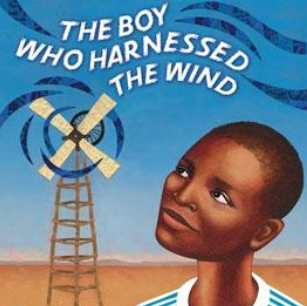 THE BOY
WHO HARNESSED
THE WIND